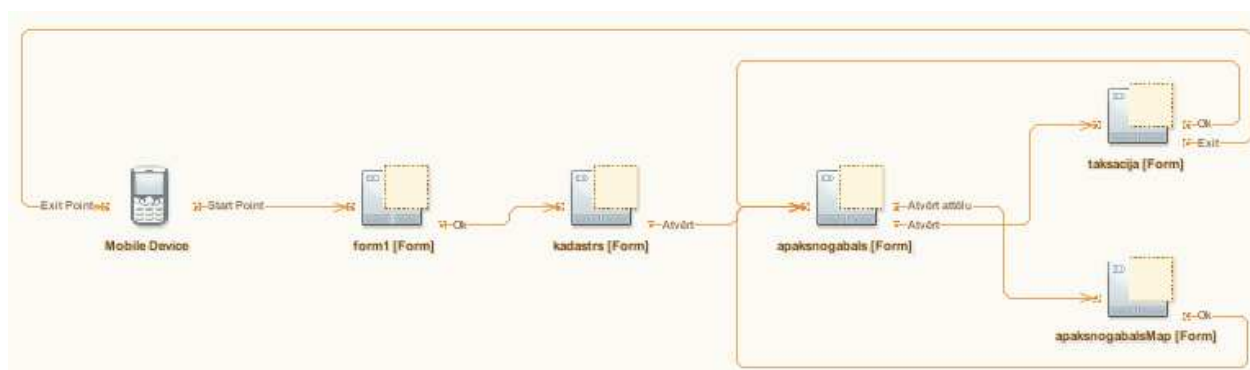 Ok
Exit
taksacija [Form]
Exit Point
Start Point
Atvērt attēlu
Ok
Atvērt
Atvērt
Mobile Device
form1 [Form]
kadastrs [Form]
apaksnogabals [Form]
Ok
apaksnogabalsMap [Form]